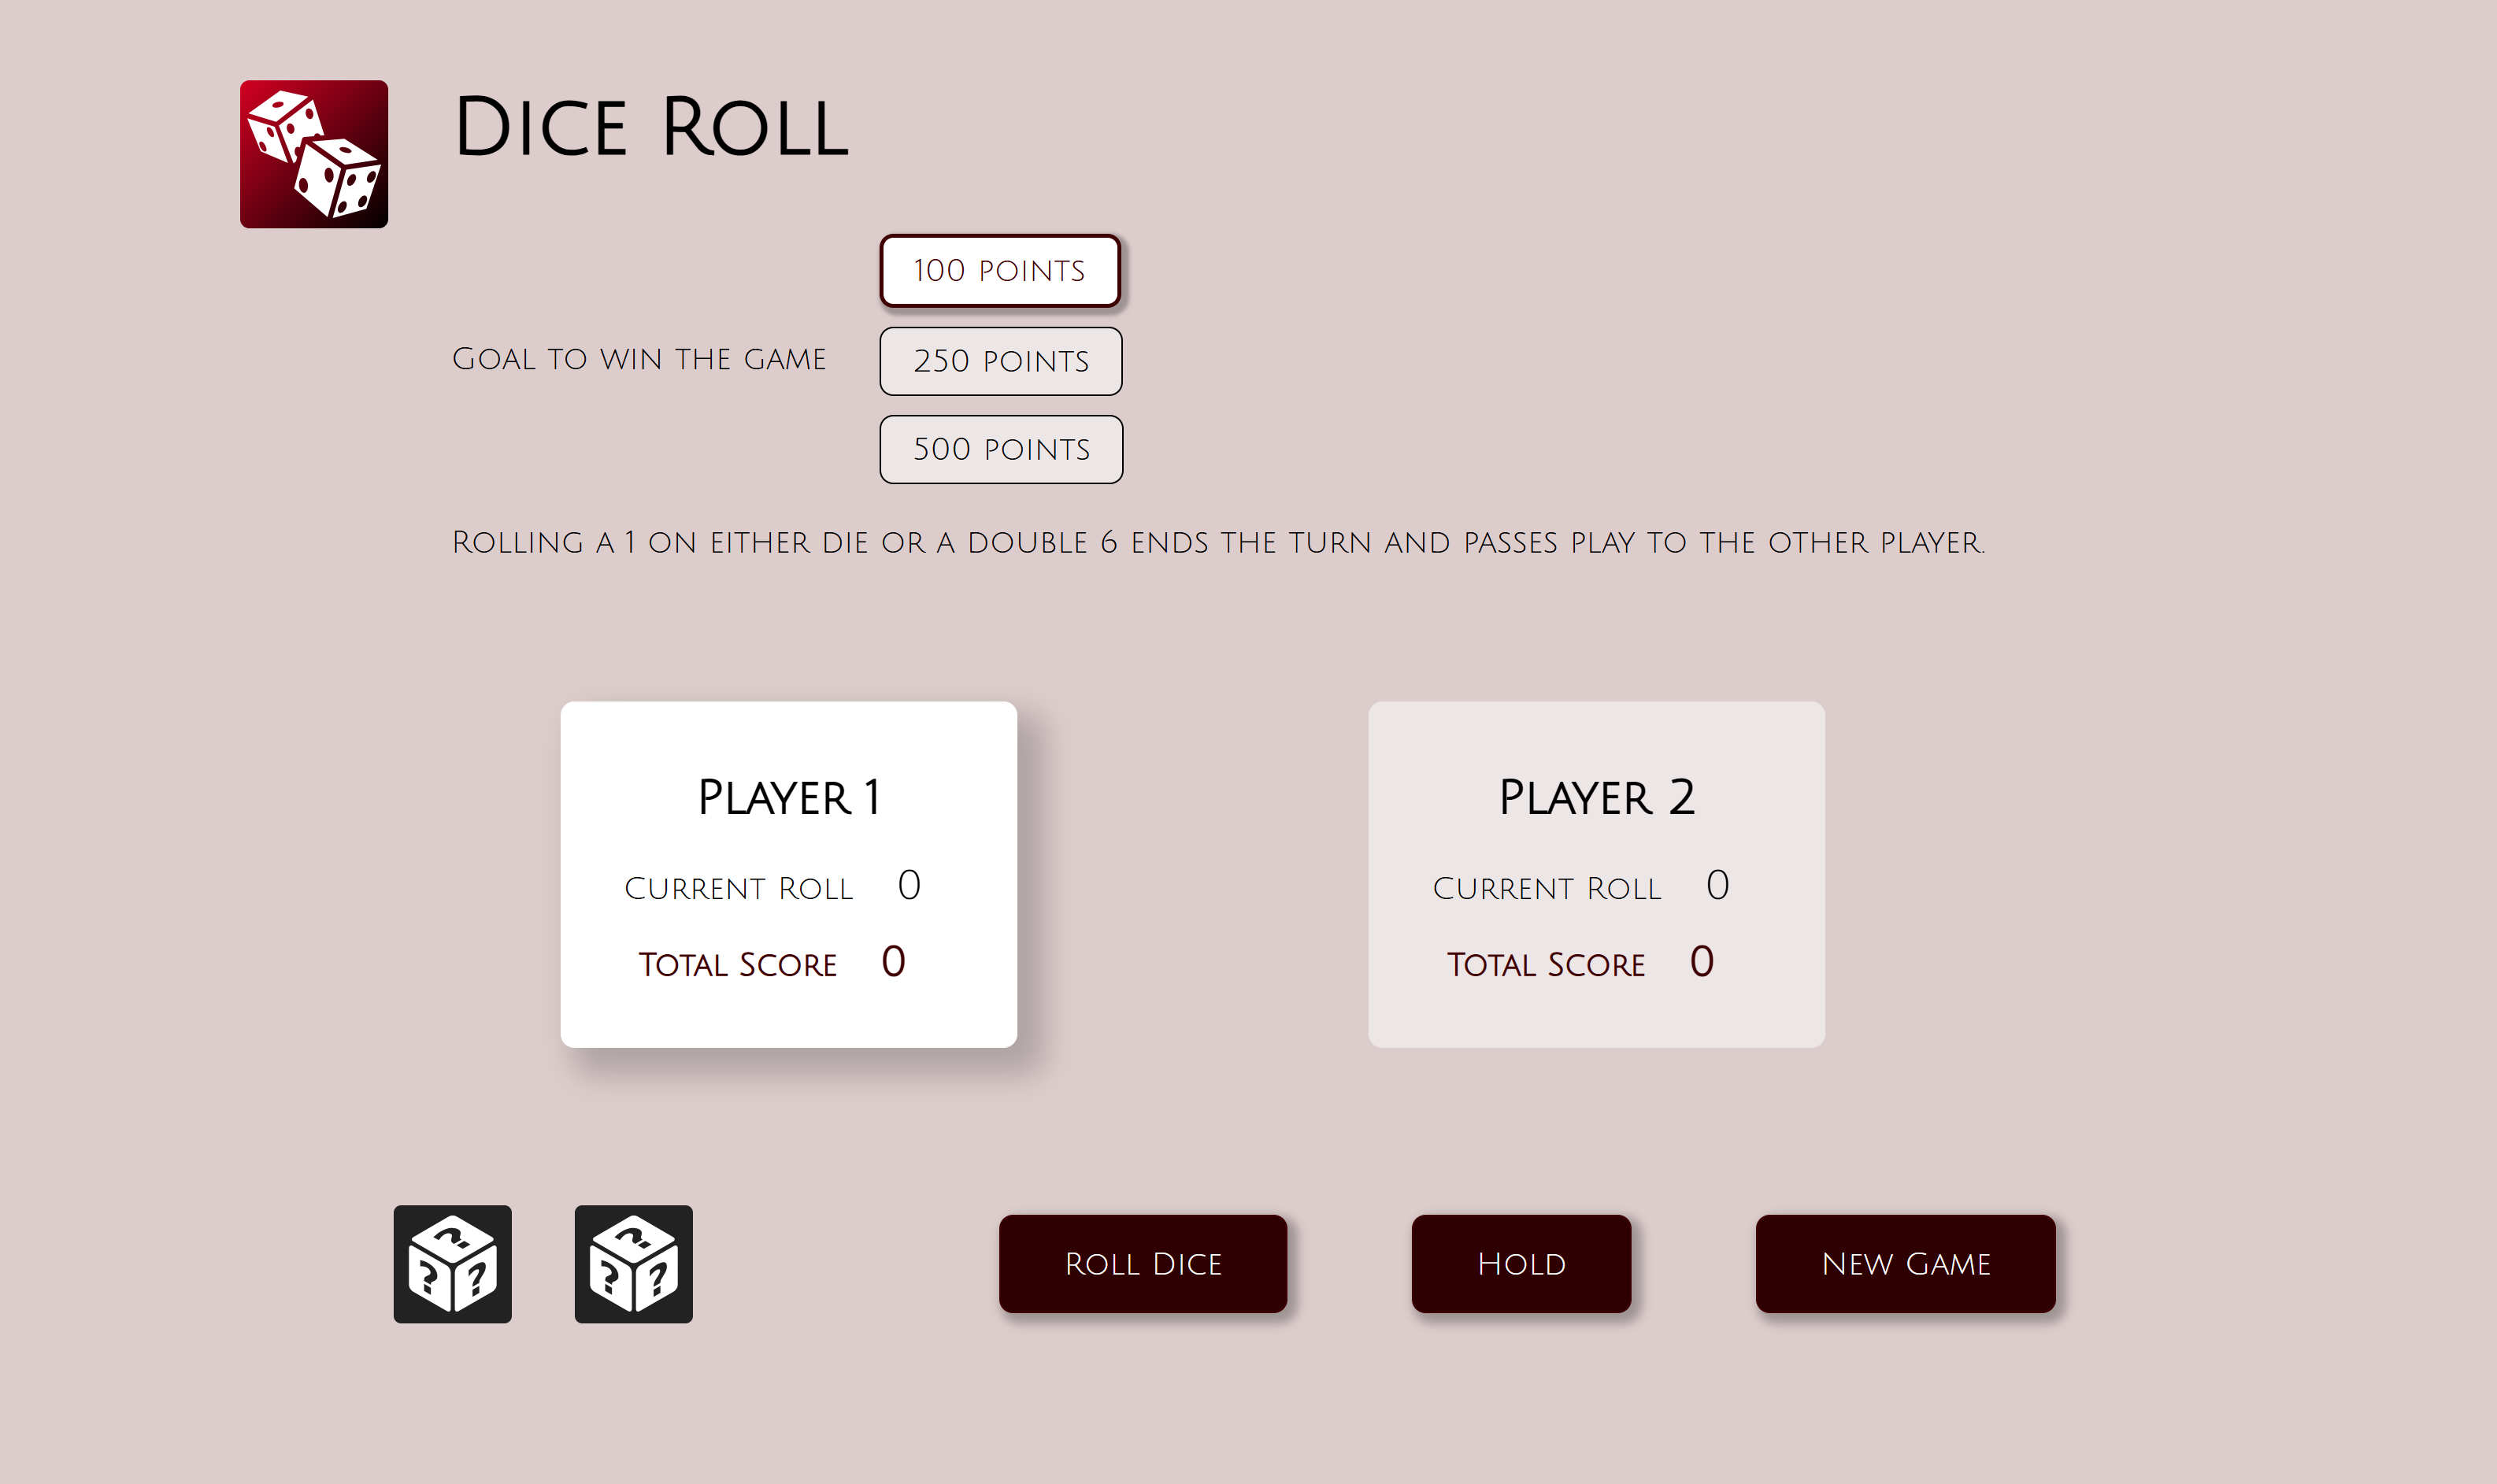 Dice Roll
100 points
Goal to win the game
250 points
500 points
Rolling a 1 on either die or a double 6 ends the turn and passes play to the other player.
Player 1
Current Roll 0
Total Score 0
Player 2
Current Roll 0
Total Score 0
? ? ?
? ? ?
Roll Dice
Hold
New Game